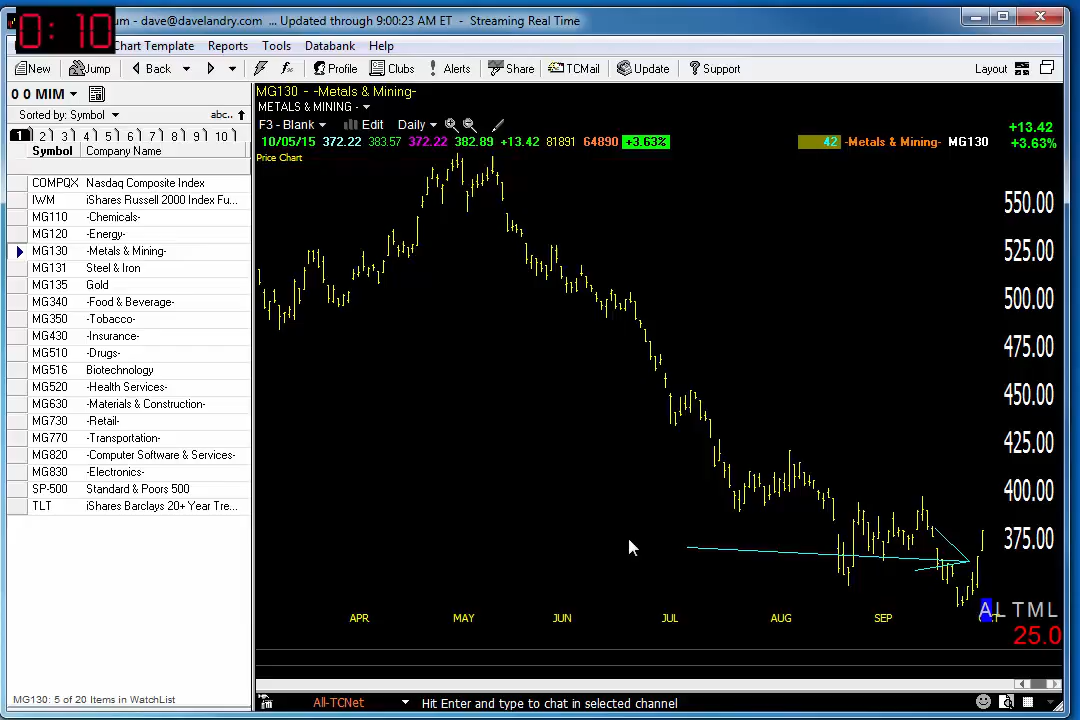 0:10
um - dave@davelandry.com ... Updated through 9:00:23 AM ET - Streaming Real Time
Chart Template Reports Tools Databank Help
New Jump Back Profile Clubs Alerts Share TCMail Update Support Layout
0 0 MIM
Sorted by: Symbol abc..
1 2 3 4 5 6 7 8 9 10
Symbol Company Name
COMPQX Nasdaq Composite Index
IWM iShares Russell 2000 Index Fu...
MG110 -Chemicals-
MG120 -Energy-
MG130 -Metals & Mining-
MG131 Steel & Iron
MG135 Gold
MG340 -Food & Beverage-
MG350 -Tobacco-
MG430 -Insurance-
MG510 -Drugs-
MG516 Biotechnology
MG520 -Health Services-
MG630 -Materials & Construction-
MG730 -Retail-
MG770 -Transportation-
MG820 -Computer Software & Services-
MG830 -Electronics-
SP-500 Standard & Poors 500
TLT iShares Barclays 20+ Year Tre...
MG130: 5 of 20 Items in WatchList
MG130 - -Metals & Mining-
METALS & MINING -
F3 - Blank Edit Daily
10/05/15 372.22 383.57 372.22 382.89 +13.42 81891 64890 +3.63%
42 -Metals & Mining- MG130
+13.42
+3.63%
Price Chart
550.00
525.00
500.00
475.00
450.00
425.00
400.00
375.00
A L T M L
25.0
APR MAY JUN JUL AUG SEP
All-TCNet Hit Enter and type to chat in selected channel